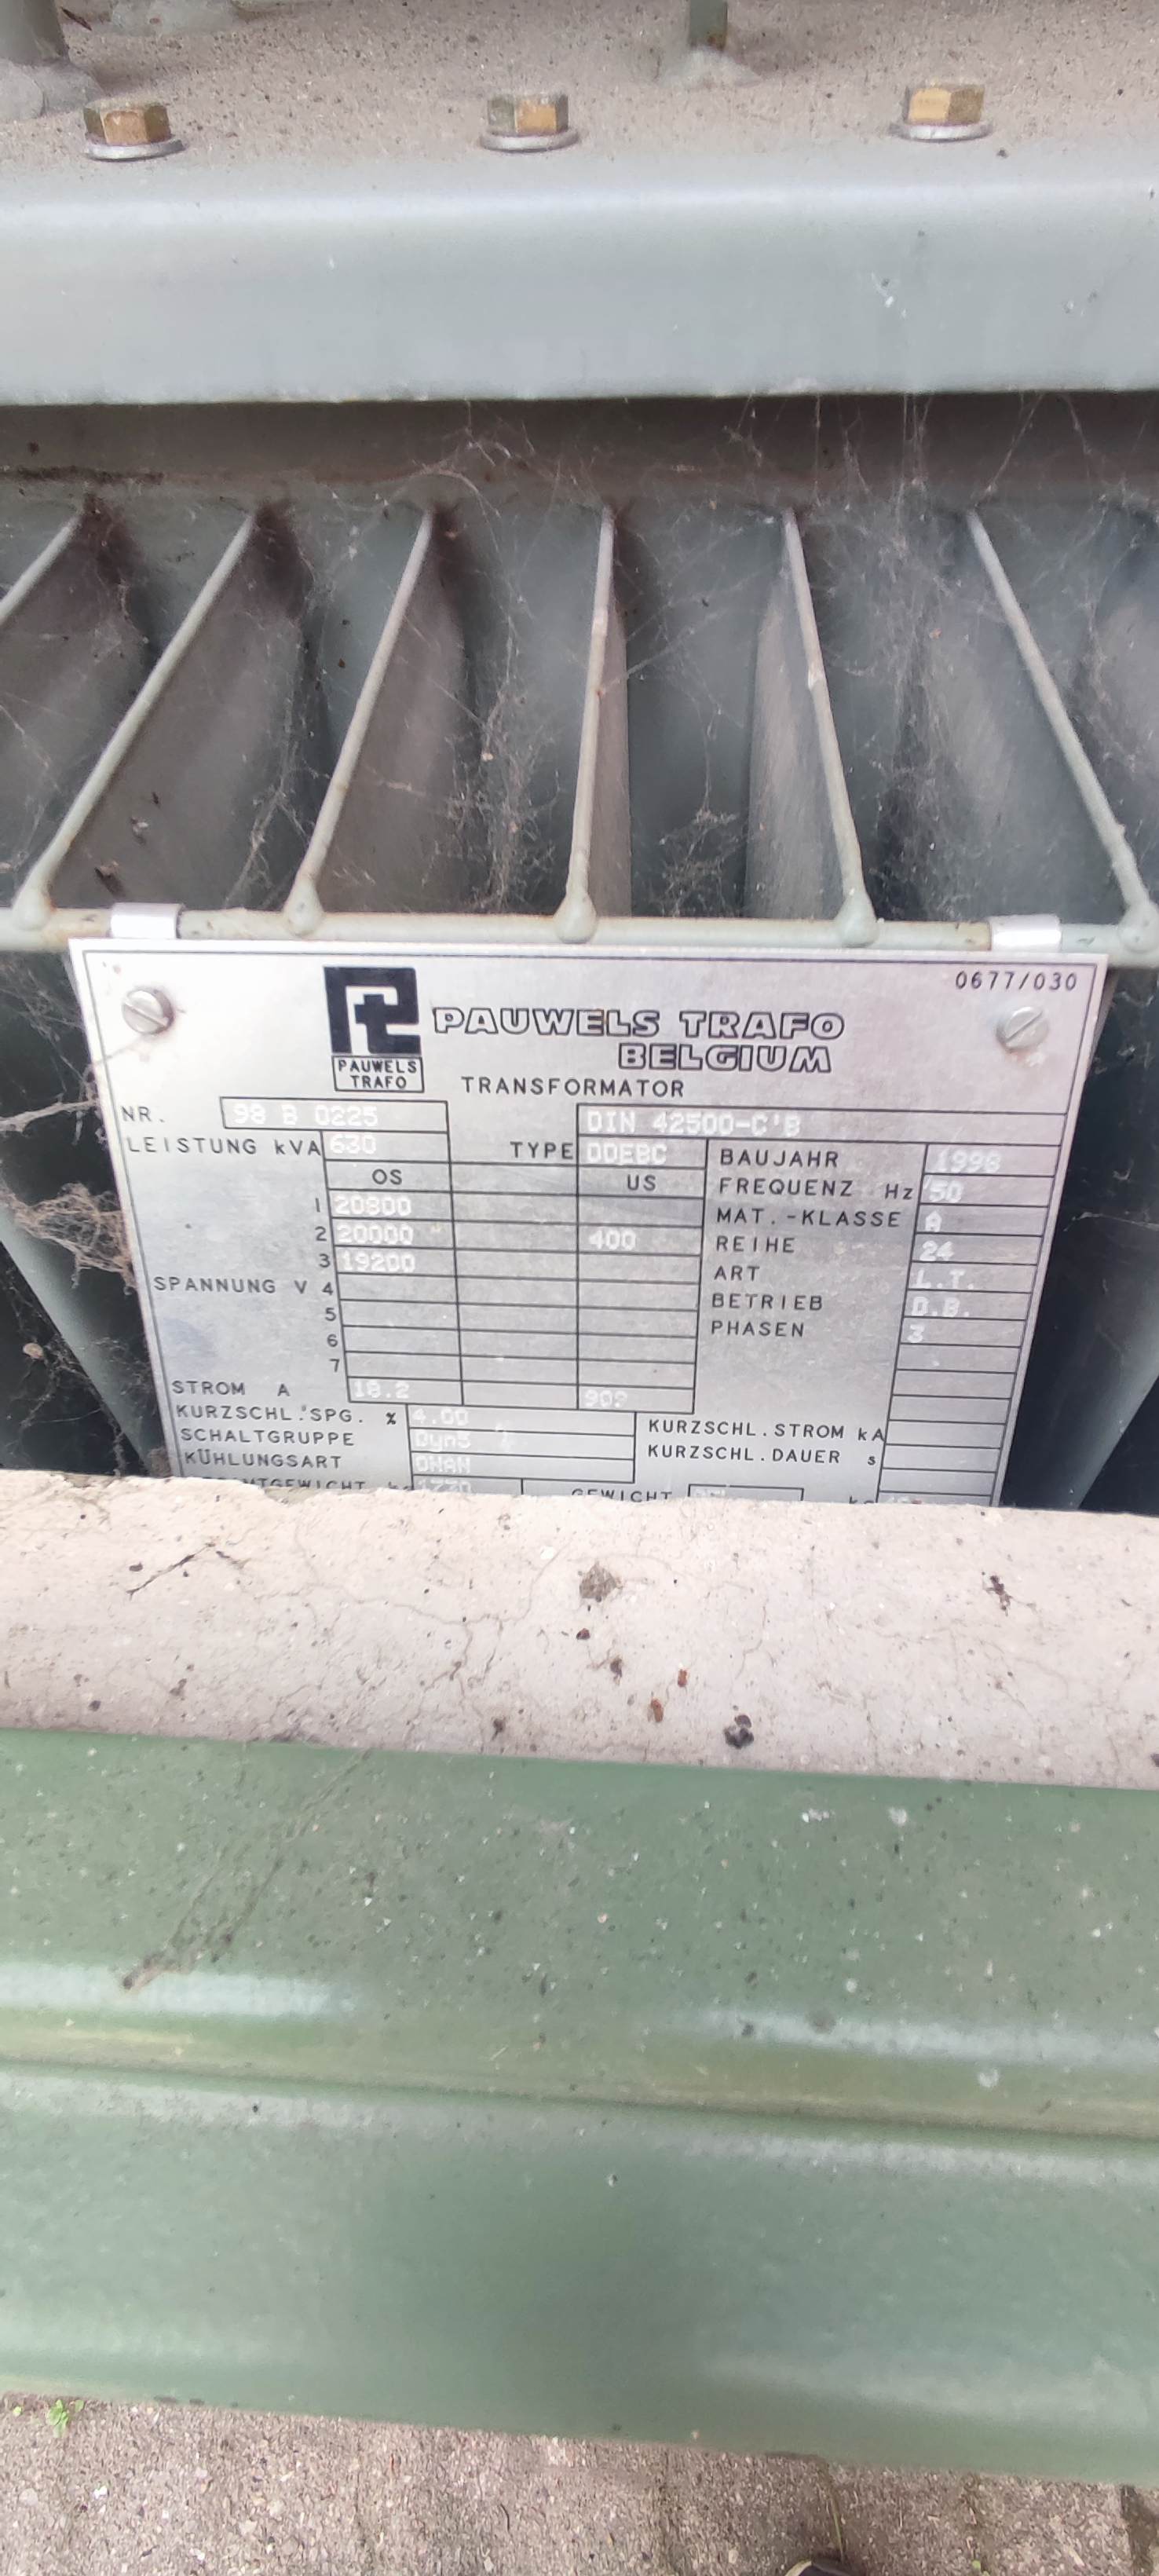 0677/030
PAUWELS TRAFO
BELGIUM
PAUWELS
TRAFO
TRANSFORMATOR
NR. 98 B 0225 DIN 42500-C'B
LEISTUNG kVA 630 TYPE DOEBC BAUJAHR 1998
OS US FREQUENZ Hz 50
1 20800 MAT.-KLASSE A
2 20000 400 REIHE 24
3 19200 ART L.T.
SPANNUNG V 4 BETRIEB D.B.
5 PHASEN 3
6
7
STROM A 18.2 909
KURZSCHL.SPG. % 4.00 KURZSCHL.STROM kA
SCHALTGRUPPE Dyn5 KURZSCHL.DAUER s
KÜHLUNGSART ONAN
GEWICHT